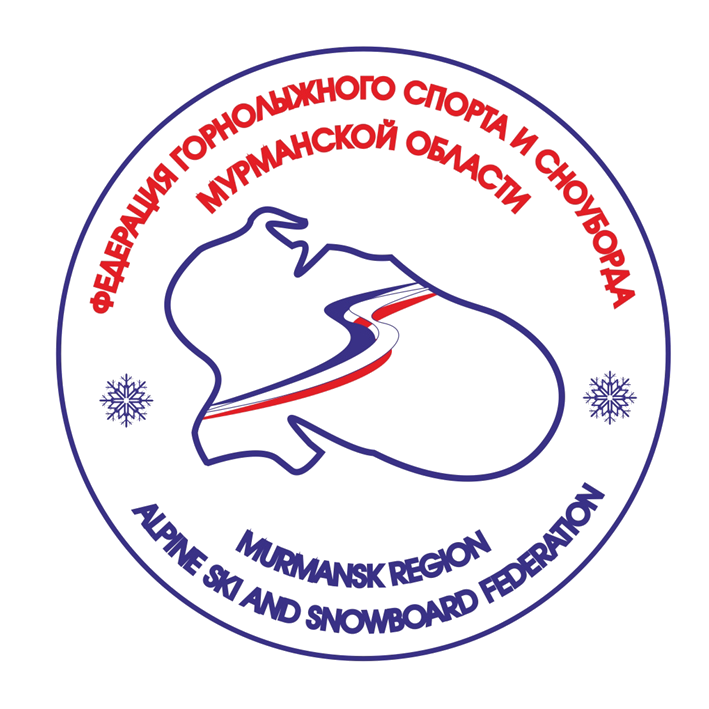 ФЕДЕРАЦИЯ ГОРНОЛЫЖНОГО СПОРТА И СНОУБОРДА
МУРМАНСКОЙ ОБЛАСТИ
MURMANSK REGION
ALPINE SKI AND SNOWBOARD FEDERATION